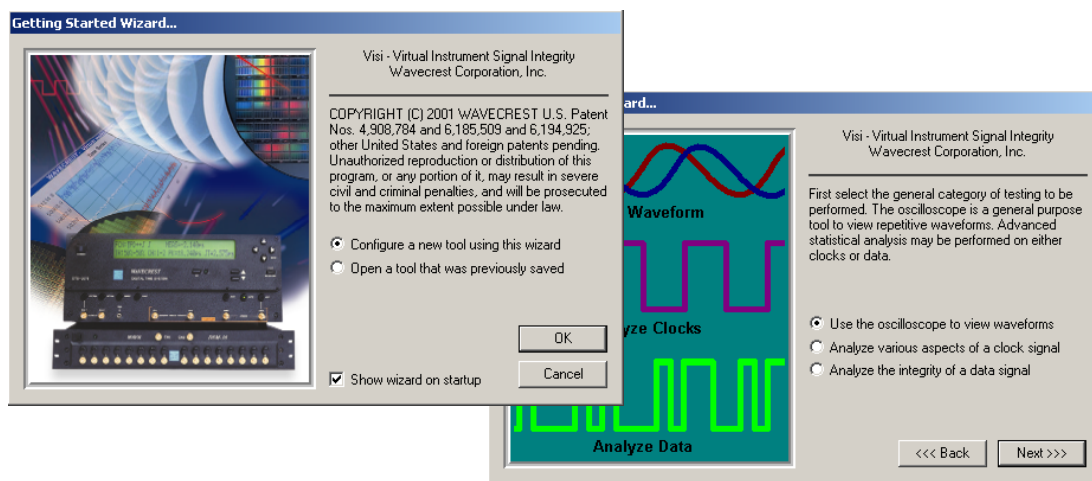 Getting Started Wizard...
Visi - Virtual Instrument Signal Integrity
Wavecrest Corporation, Inc.
COPYRIGHT (C) 2001 WAVECREST U.S. Patent
Nos. 4,908,784 and 6,185,509 and 6,194,925;
other United States and foreign patents pending.
Unauthorized reproduction or distribution of this
program, or any portion of it, may result in severe
civil and criminal penalties, and will be prosecuted
to the maximum extent possible under law.
Configure a new tool using this wizard
Open a tool that was previously saved
OK
Show wizard on startup
Cancel
WAVECREST
ard...
Waveform
yze Clocks
Analyze Data
Visi - Virtual Instrument Signal Integrity
Wavecrest Corporation, Inc.
First select the general category of testing to be
performed. The oscilloscope is a general purpose
tool to view repetitive waveforms. Advanced
statistical analysis may be performed on either
clocks or data.
Use the oscilloscope to view waveforms
Analyze various aspects of a clock signal
Analyze the integrity of a data signal
<<< Back
Next >>>